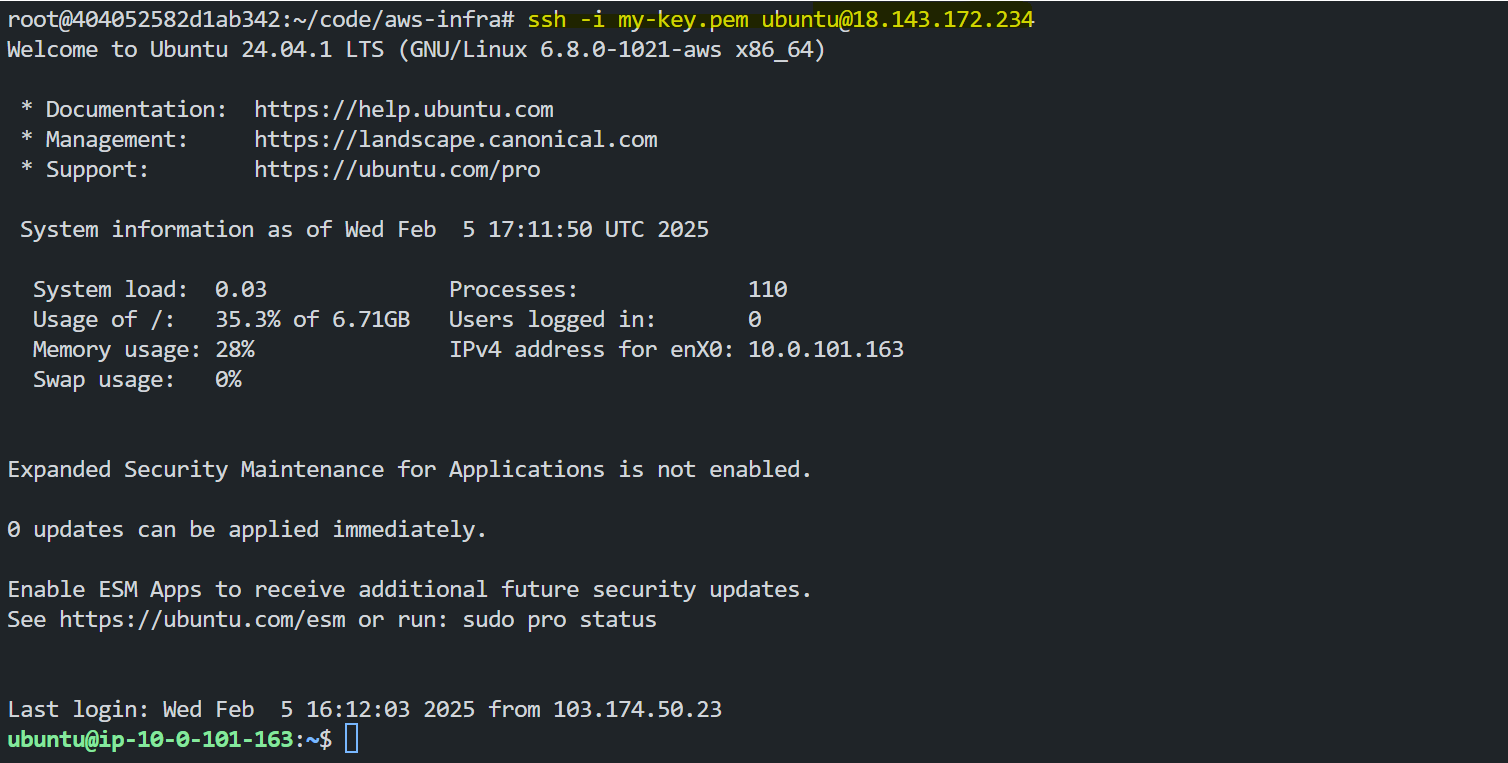 root@404052582d1ab342:~/code/aws-infra# ssh -i my-key.pem ubuntu@18.143.172.234
Welcome to Ubuntu 24.04.1 LTS (GNU/Linux 6.8.0-1021-aws x86_64)

 * Documentation:  https://help.ubuntu.com
 * Management:     https://landscape.canonical.com
 * Support:        https://ubuntu.com/pro

 System information as of Wed Feb  5 17:11:50 UTC 2025

  System load:  0.03              Processes:             110
  Usage of /:   35.3% of 6.71GB   Users logged in:       0
  Memory usage: 28%               IPv4 address for enX0: 10.0.101.163
  Swap usage:   0%

Expanded Security Maintenance for Applications is not enabled.

0 updates can be applied immediately.

Enable ESM Apps to receive additional future security updates.
See https://ubuntu.com/esm or run: sudo pro status

Last login: Wed Feb  5 16:12:03 2025 from 103.174.50.23
ubuntu@ip-10-0-101-163:~$